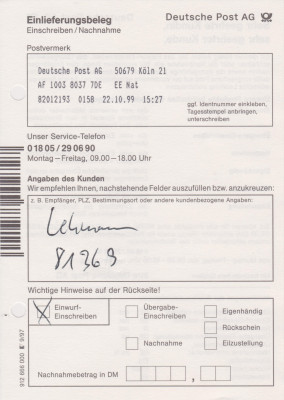 Einlieferungsbeleg
Einschreiben / Nachnahme
Deutsche Post AG
Postvermerk
Deutsche Post AG 50679 Köln 21
AF 1003 8037 7DE EE Nat
82012193 0158 22.10.99 15:27
ggf. Identnummer einkleben,
Tagesstempel anbringen,
unterschreiben
Unser Service-Telefon
0 18 05 / 29 06 90
Montag – Freitag, 09.00 – 18.00 Uhr
Angaben des Kunden
Wir empfehlen Ihnen, nachstehende Felder auszufüllen bzw. anzukreuzen:
z. B. Empfänger, PLZ, Bestimmungsort oder andere kundenbezogene Angaben:
Lehmann
81369
Wichtige Hinweise auf der Rückseite!
Einwurf-
Einschreiben
Übergabe-
Einschreiben
Eigenhändig
Rückschein
Nachnahme
Eilzustellung
Nachnahmebetrag in DM
,
912 666 000 E 9/97